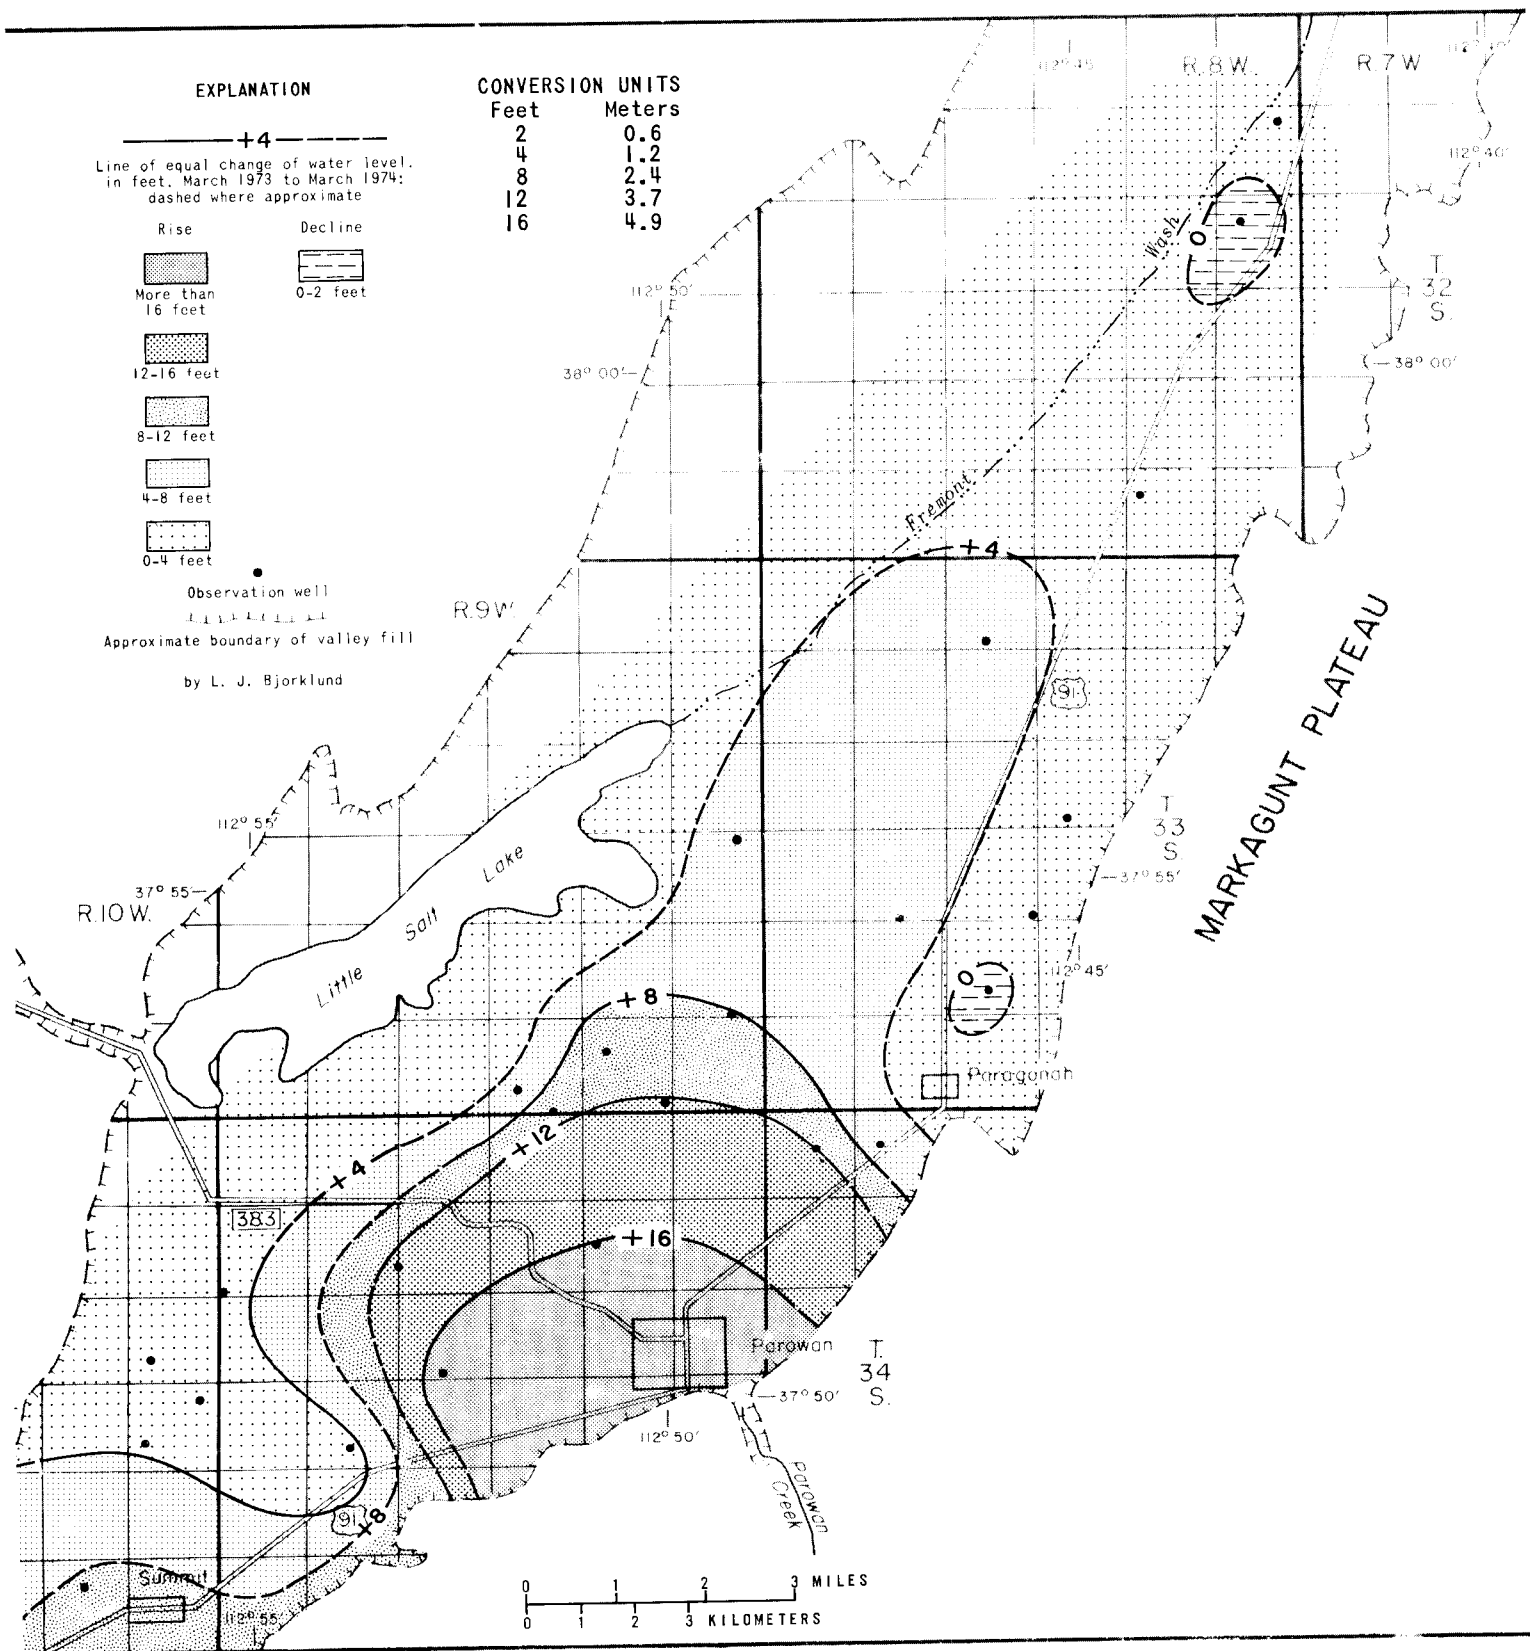 EXPLANATION
+4
Line of equal change of water level.
in feet. March 1973 to March 1974:
dashed where approximate
Rise
Decline
More than
16 feet
0-2 feet
12-16 feet
8-12 feet
4-8 feet
0-4 feet
Observation well
Approximate boundary of valley fill
by L. J. Bjorklund
CONVERSION UNITS
Feet Meters
2 0.6
4 1.2
8 2.4
12 3.7
16 4.9
112° 45'
R.8W.
R.7W
112° 40'
112° 40'
Wash
0
T.
32
S.
112° 50'
38° 00'
38° 00'
Fremont
+4
R.9W.
91
MARKAGUNT PLATEAU
T.
33
S.
112° 55'
37° 55'
37° 55'
R.10W.
Little Salt Lake
112° 45'
0
+8
Paragonah
+12
+4
383
+16
Parowan
T.
34
S.
37° 50'
112° 50'
Parowan
Creek
91
+8
Summit
112° 55'
0 1 2 3 MILES
0 1 2 3 KILOMETERS